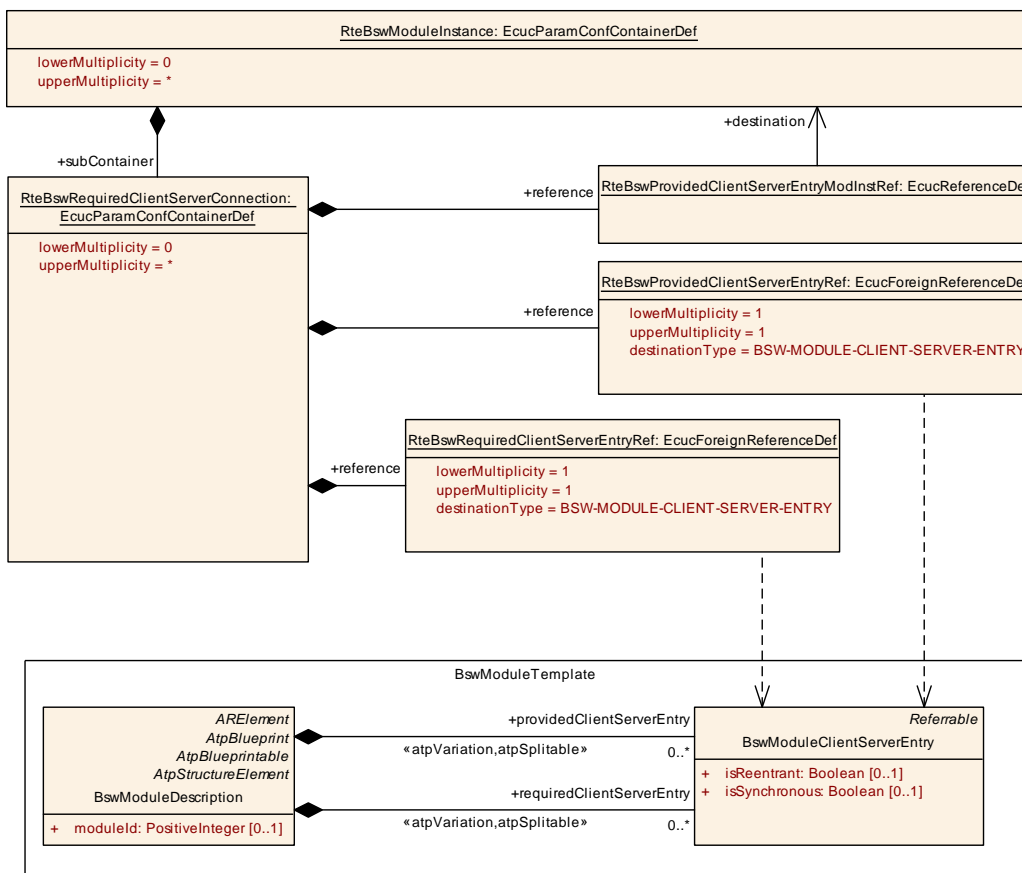 RteBswModuleInstance: EcucParamConfContainerDef
lowerMultiplicity = 0
upperMultiplicity = *
+destination
+subContainer
RteBswRequiredClientServerConnection:
EcucParamConfContainerDef
lowerMultiplicity = 0
upperMultiplicity = *
+reference
RteBswProvidedClientServerEntryModInstRef: EcucReferenceDe
+reference
RteBswProvidedClientServerEntryRef: EcucForeignReferenceDe
lowerMultiplicity = 1
upperMultiplicity = 1
destinationType = BSW-MODULE-CLIENT-SERVER-ENTRY
+reference
RteBswRequiredClientServerEntryRef: EcucForeignReferenceDef
lowerMultiplicity = 1
upperMultiplicity = 1
destinationType = BSW-MODULE-CLIENT-SERVER-ENTRY
BswModuleTemplate
ARElement
AtpBlueprint
AtpBlueprintable
AtpStructureElement
BswModuleDescription
+ moduleId: PositiveInteger [0..1]
+providedClientServerEntry
«atpVariation,atpSplitable»
0..*
+requiredClientServerEntry
«atpVariation,atpSplitable»
0..*
Referrable
BswModuleClientServerEntry
+ isReentrant: Boolean [0..1]
+ isSynchronous: Boolean [0..1]